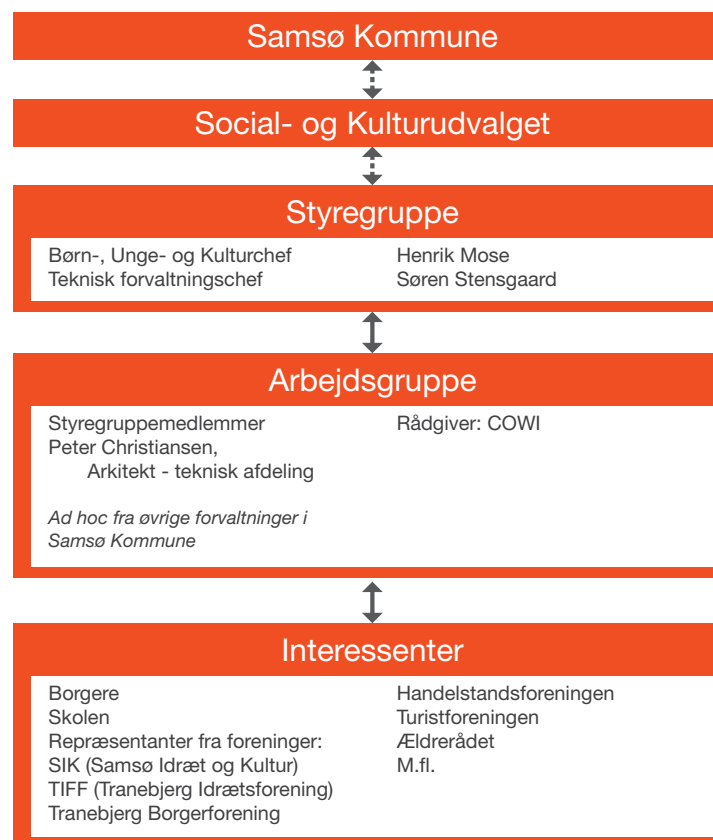 Samsø Kommune
Social- og Kulturudvalget
Styregruppe
Børn-, Unge- og Kulturchef
Teknisk forvaltningschef
Henrik Mose
Søren Stensgaard
Arbejdsgruppe
Styregruppemedlemmer
Peter Christiansen,
Arkitekt - teknisk afdeling
Ad hoc fra øvrige forvaltninger i
Samsø Kommune
Rådgiver: COWI
Interessenter
Borgere
Skolen
Repræsentanter fra foreninger:
SIK (Samsø Idræt og Kultur)
TIFF (Tranebjerg Idrætsforening)
Tranebjerg Borgerforening
Handelstandsforeningen
Turistforeningen
Ældrerådet
M.fl.